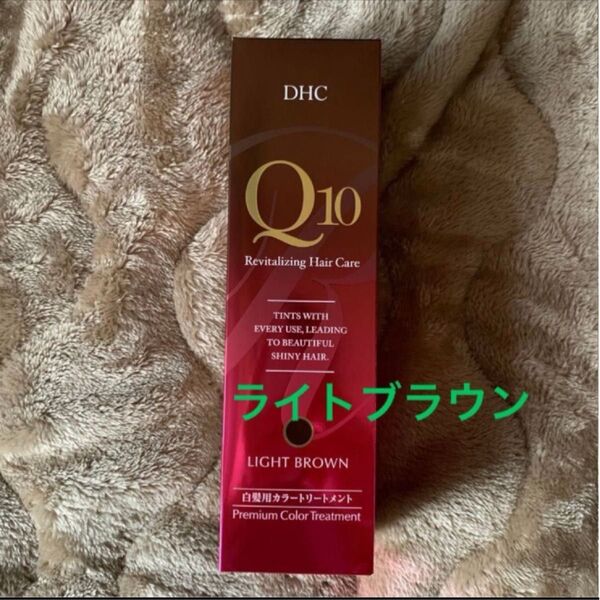 DHC
Q10
Revitalizing Hair Care
TINTS WITH
EVERY USE, LEADING
TO BEAUTIFUL
SHINY HAIR.
ライトブラウン
LIGHT BROWN
白髪用カラートリートメント
Premium Color Treatment